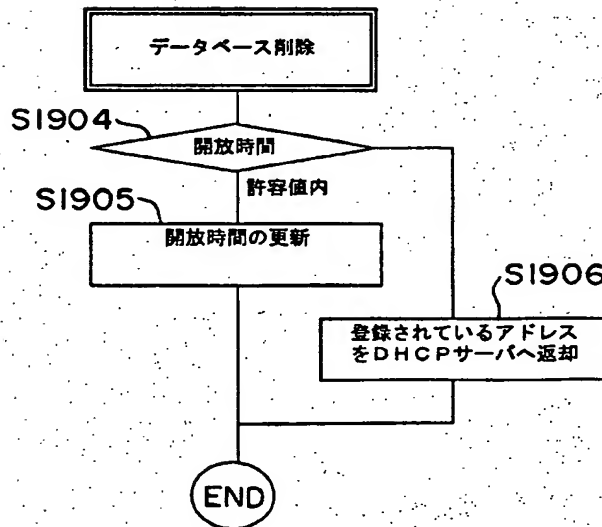 データベース削除
S1904
開放時間
許容値内
S1905
開放時間の更新
S1906
登録されているアドレス
をDHCPサーバへ返却
END